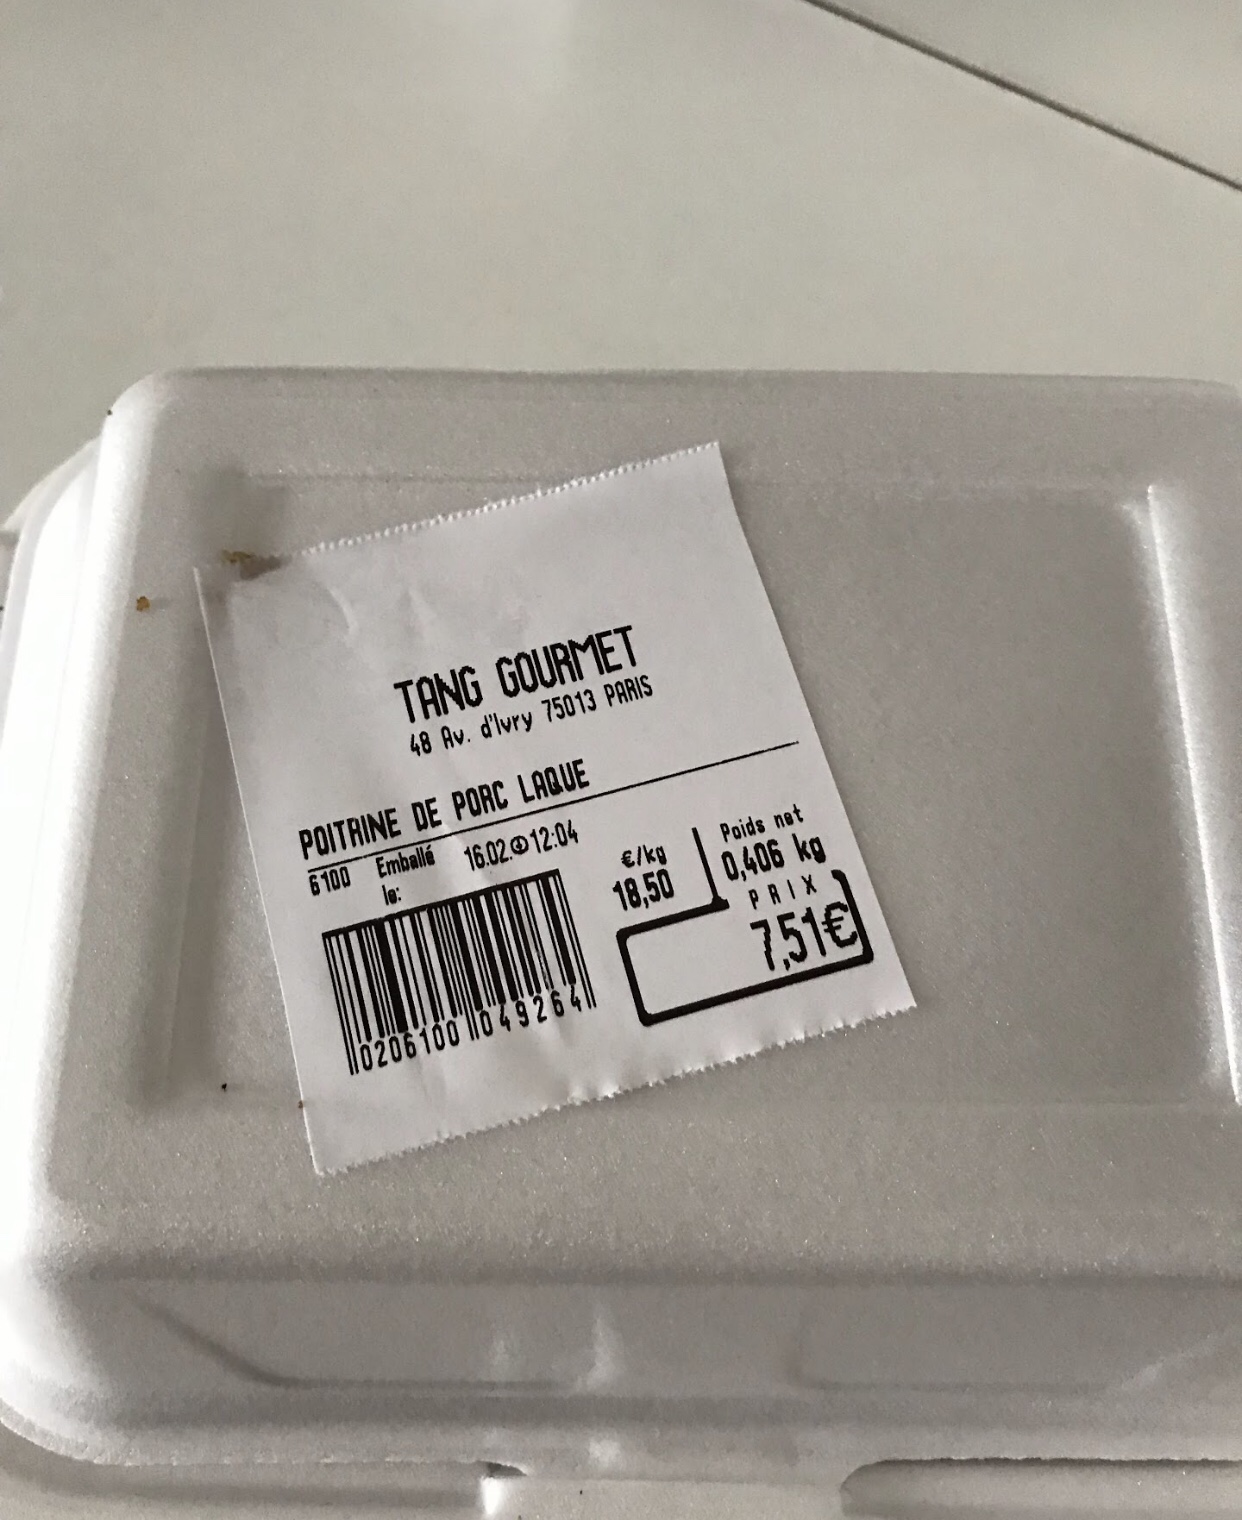 TANG GOURMET
48 Av. d'Ivry 75013 PARIS
POITRINE DE PORC LAQUE
6100 Emballé le: 16.02. 12:04
€/kg
18,50
Poids net
0,406 kg
PRIX
7,51€
0206100 049264